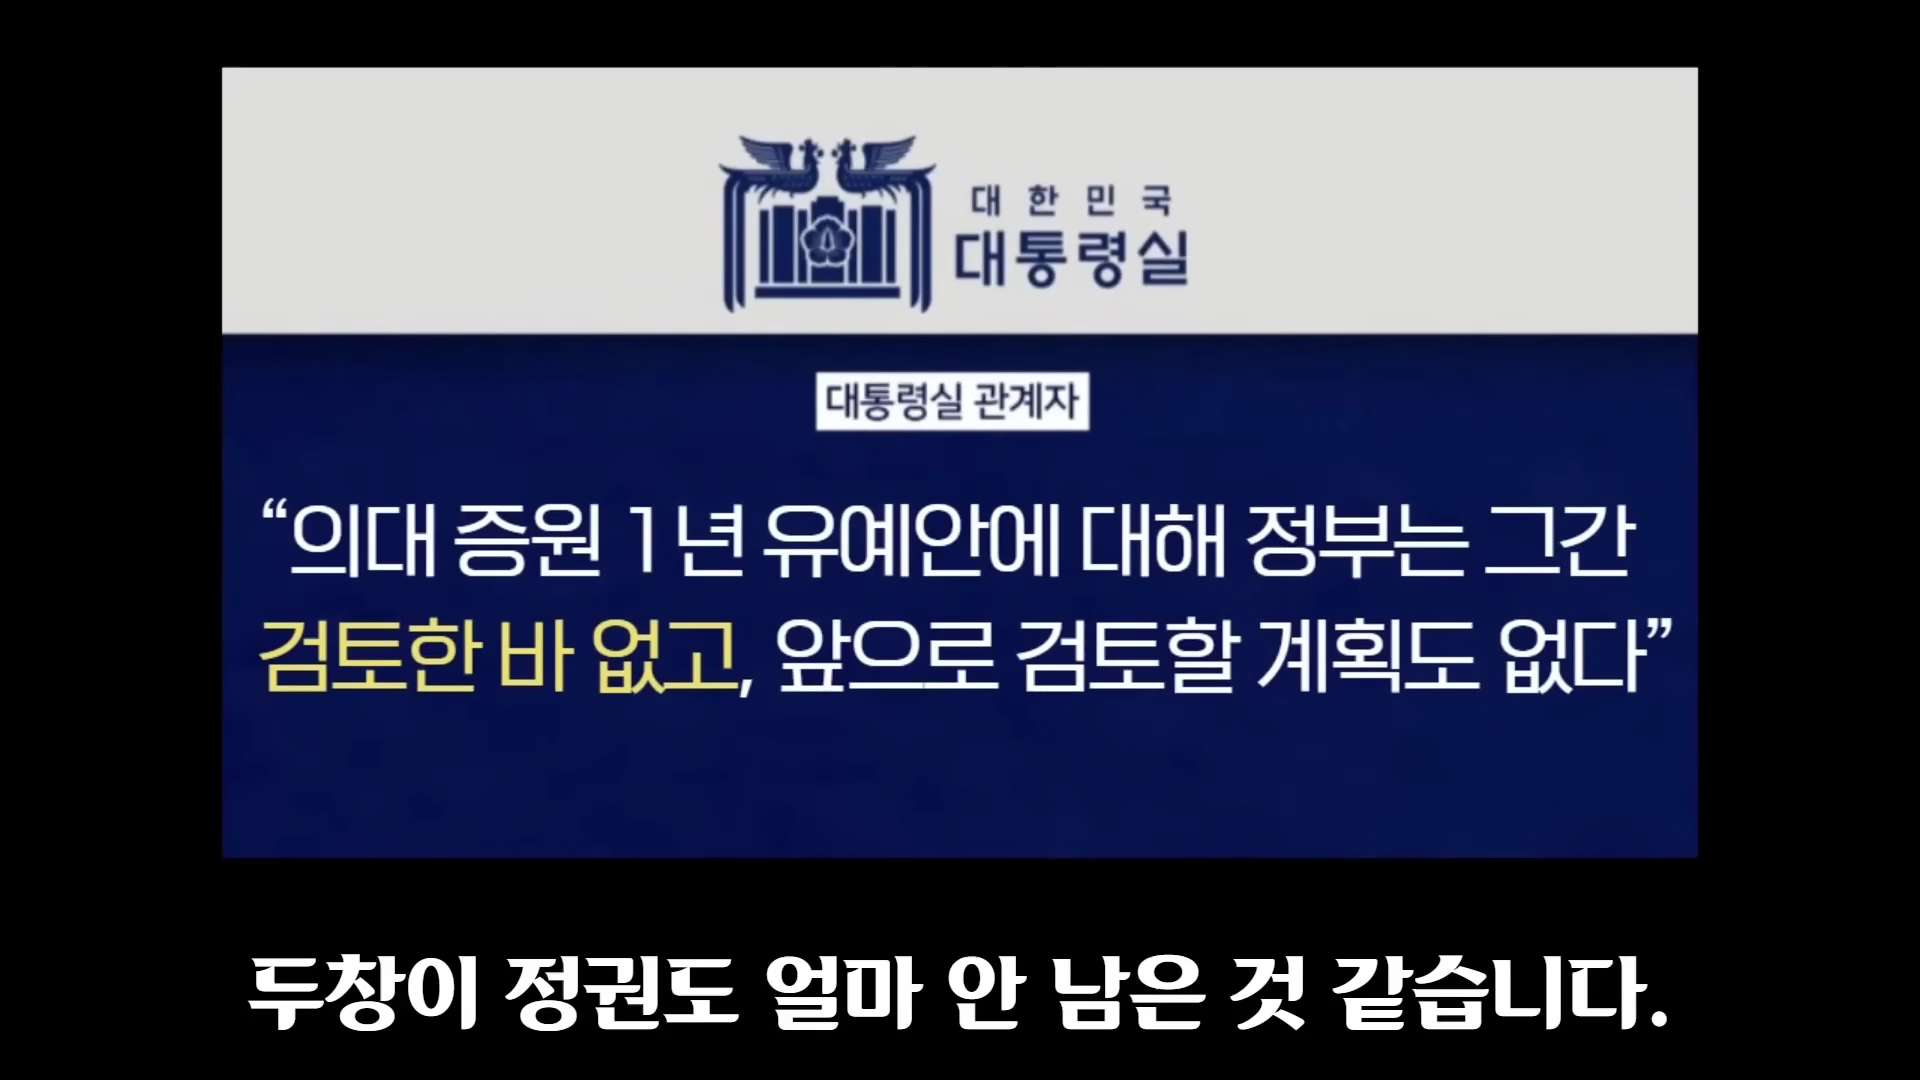 대한민국
대통령실
대통령실 관계자
“의대 증원 1년 유예안에 대해 정부는 그간
검토한 바 없고, 앞으로 검토할 계획도 없다”
두창이 정권도 얼마 안 남은 것 같습니다.